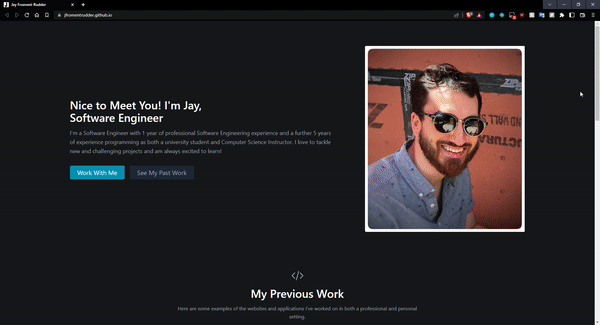 Jay Froment Rudder
jfromentrudder.github.io
Nice to Meet You! I'm Jay,
Software Engineer
I'm a Software Engineer with 1 year of professional Software Engineering experience and a further 5 years
of experience programming as both a university student and Computer Science Instructor. I love to tackle
new and challenging projects and am always excited to learn!
Work With Me
See My Past Work
</>
My Previous Work
Here are some examples of the websites and applications I've worked on in both a professional and personal
setting.